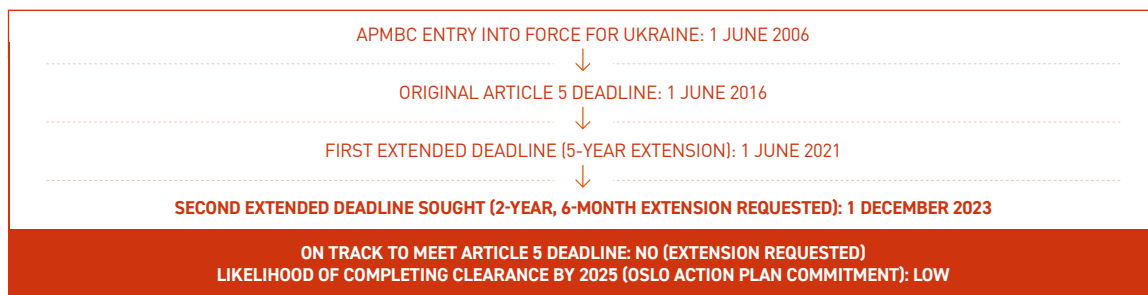 APMBC ENTRY INTO FORCE FOR UKRAINE: 1 JUNE 2006
ORIGINAL ARTICLE 5 DEADLINE: 1 JUNE 2016
FIRST EXTENDED DEADLINE (5-YEAR EXTENSION): 1 JUNE 2021
SECOND EXTENDED DEADLINE SOUGHT (2-YEAR, 6-MONTH EXTENSION REQUESTED): 1 DECEMBER 2023
ON TRACK TO MEET ARTICLE 5 DEADLINE: NO (EXTENSION REQUESTED)
LIKELIHOOD OF COMPLETING CLEARANCE BY 2025 (OSLO ACTION PLAN COMMITMENT): LOW